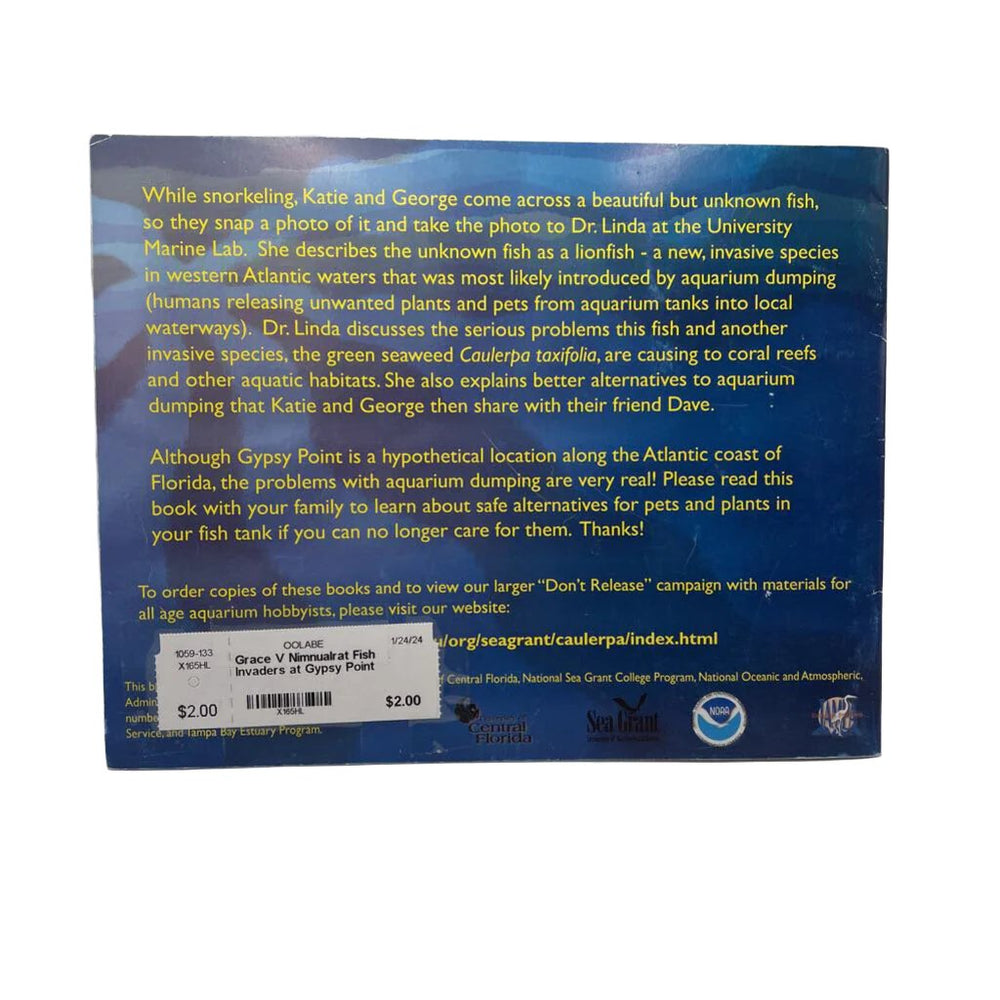 While snorkeling, Katie and George come across a beautiful but unknown fish,
so they snap a photo of it and take the photo to Dr. Linda at the University
Marine Lab. She describes the unknown fish as a lionfish - a new, invasive species
in western Atlantic waters that was most likely introduced by aquarium dumping
(humans releasing unwanted plants and pets from aquarium tanks into local
waterways). Dr. Linda discusses the serious problems this fish and another
invasive species, the green seaweed Caulerpa taxifolia, are causing to coral reefs
and other aquatic habitats. She also explains better alternatives to aquarium
dumping that Katie and George then share with their friend Dave.
Although Gypsy Point is a hypothetical location along the Atlantic coast of
Florida, the problems with aquarium dumping are very real! Please read this
book with your family to learn about safe alternatives for pets and plants in
your fish tank if you can no longer care for them. Thanks!
To order copies of these books and to view our larger "Don't Release" campaign with materials for
all age aquarium hobbyists, please visit our website:
/org/seagrant/caulerpa/index.html
This
f Central Florida, National Sea Grant College Program, National Oceanic and Atmospheric
Admin
numbe
Service, and Tampa Bay Estuary Program.
1059-133
X165HL
$2.00
OOLABE
1/24/24
Grace V Nimnualrat Fish
Invaders at Gypsy Point
X165HL
$2.00
Central
Florida
Sea Grant
NOAA